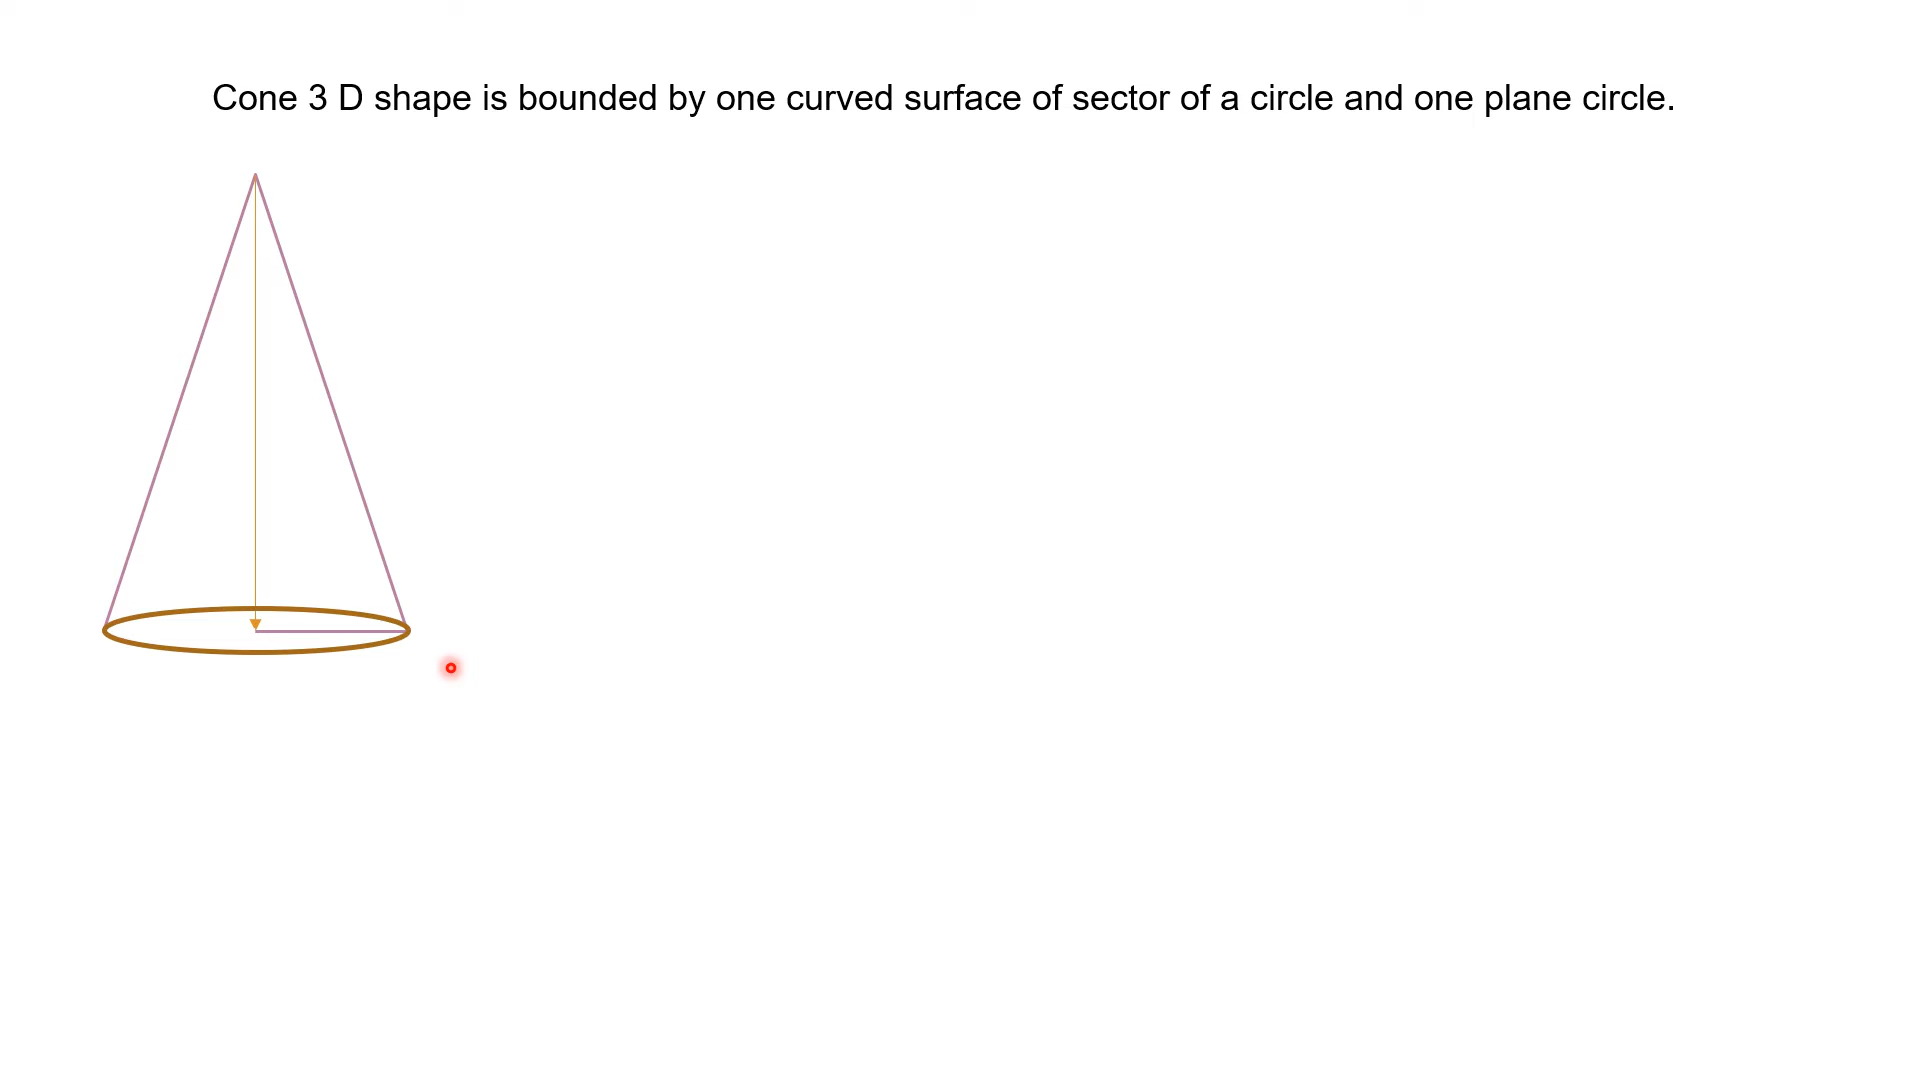 Cone 3 D shape is bounded by one curved surface of sector of a circle and one plane circle.